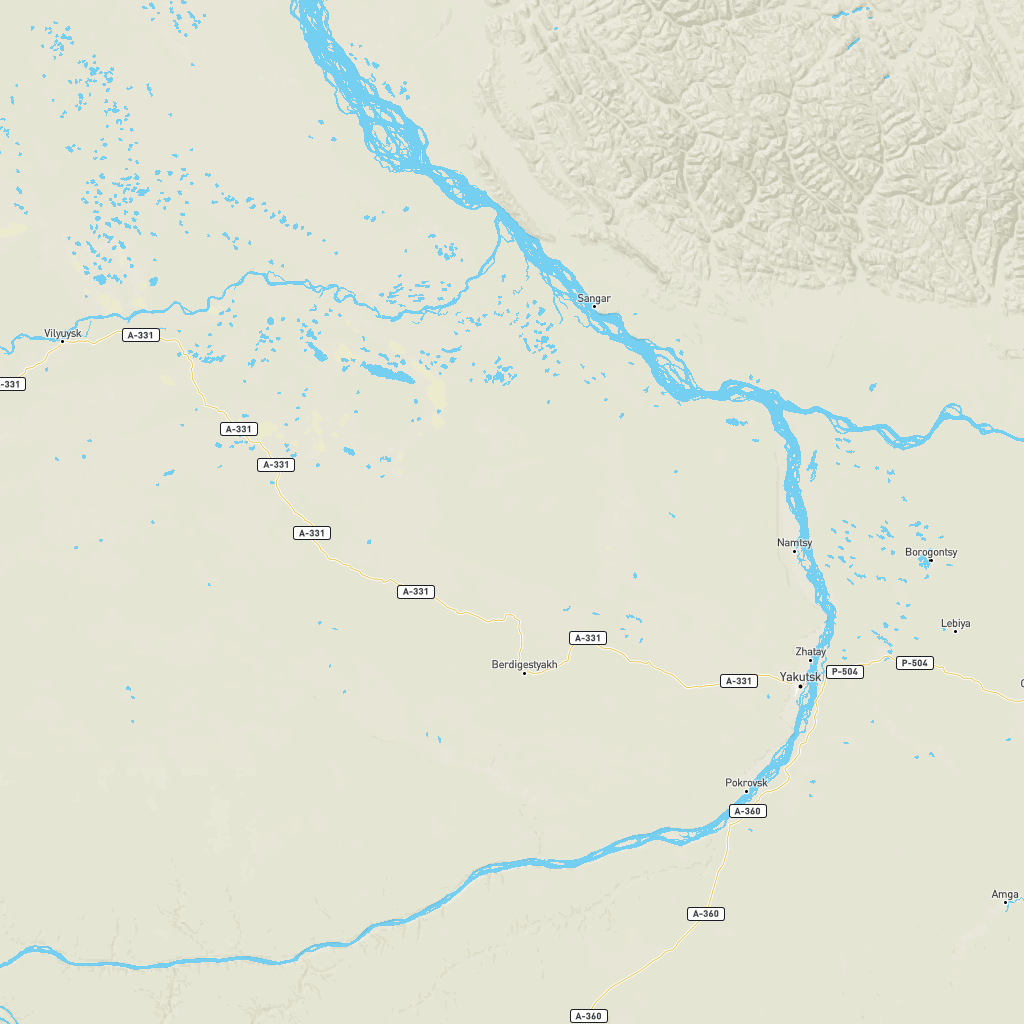 Sangar
Vilyuysk
A-331
-331
A-331
A-331
A-331
Namtsy
Borogontsy
A-331
Lebiya
A-331
Zhatay
Berdigestyakh
P-504
P-504
Yakutsk
A-331
Pokrovsk
A-360
Amga
A-360
A-360